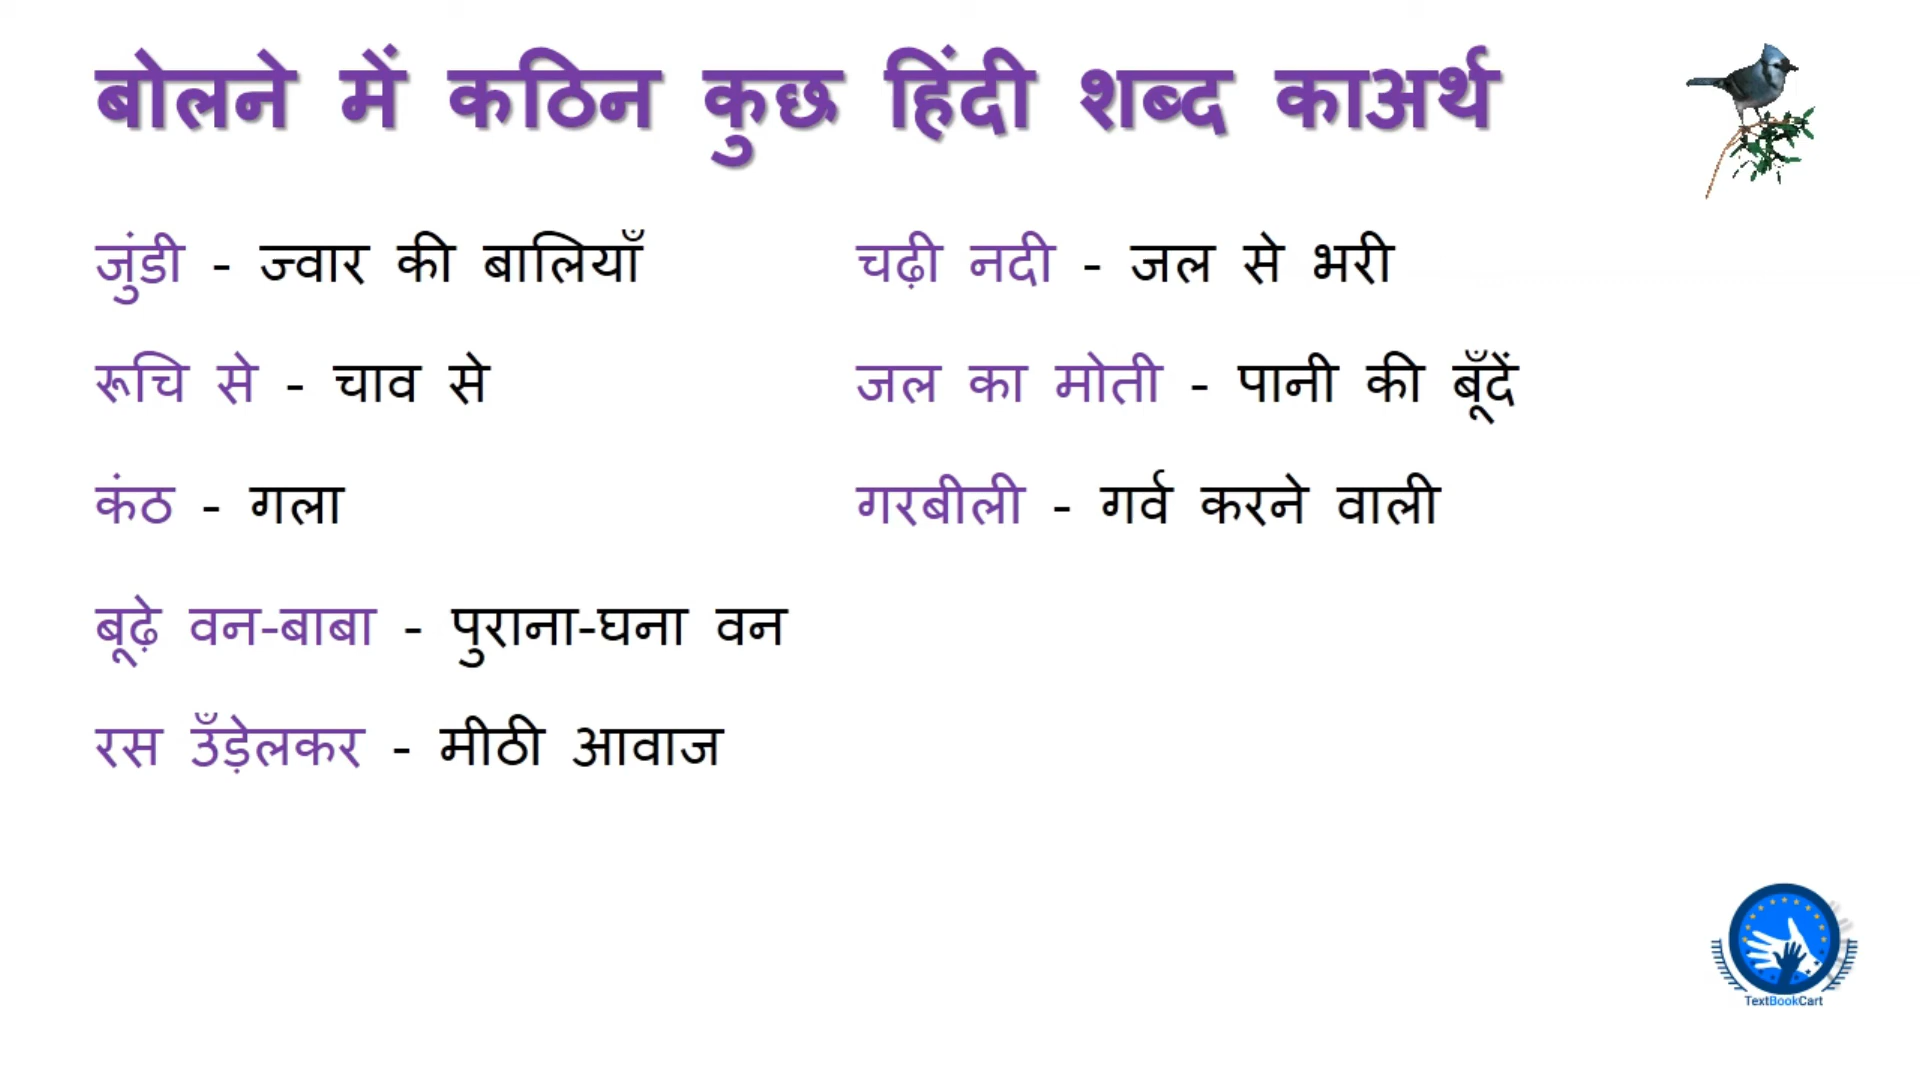 बोलने में कठिन कुछ हिंदी शब्द काअर्थ
जुंडी - ज्वार की बालियाँ
रूचि से - चाव से
कंठ - गला
बूढ़े वन-बाबा - पुराना-घना वन
रस उँड़ेलकर - मीठी आवाज
चढ़ी नदी - जल से भरी
जल का मोती - पानी की बूँदें
गरबीली - गर्व करने वाली
TextBookCart